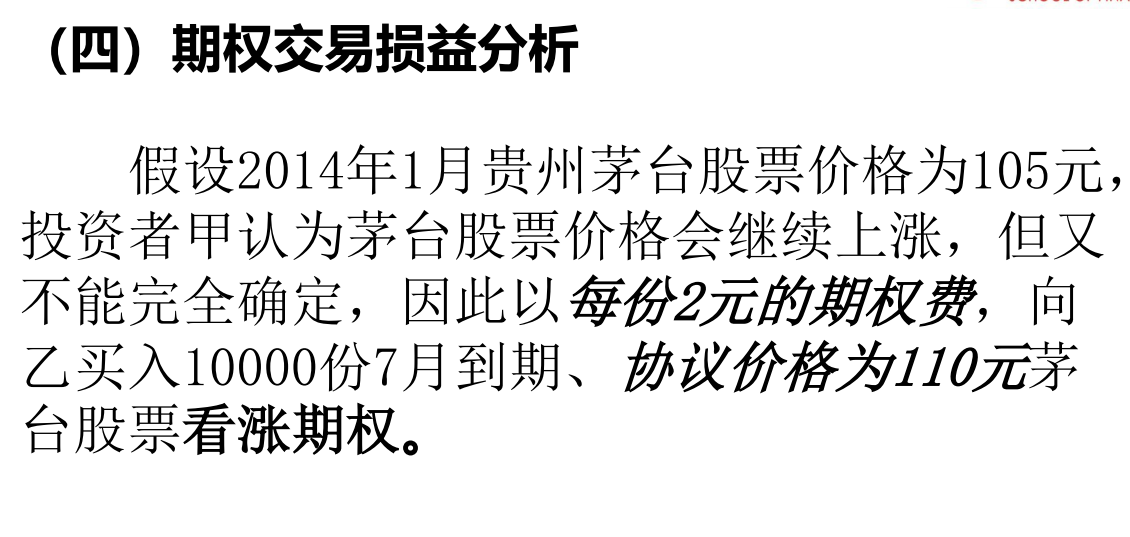 （四）期权交易损益分析
假设2014年1月贵州茅台股票价格为105元，
投资者甲认为茅台股票价格会继续上涨，但又
不能完全确定，因此以每份2元的期权费，向
乙买入10000份7月到期、协议价格为110元茅
台股票看涨期权。